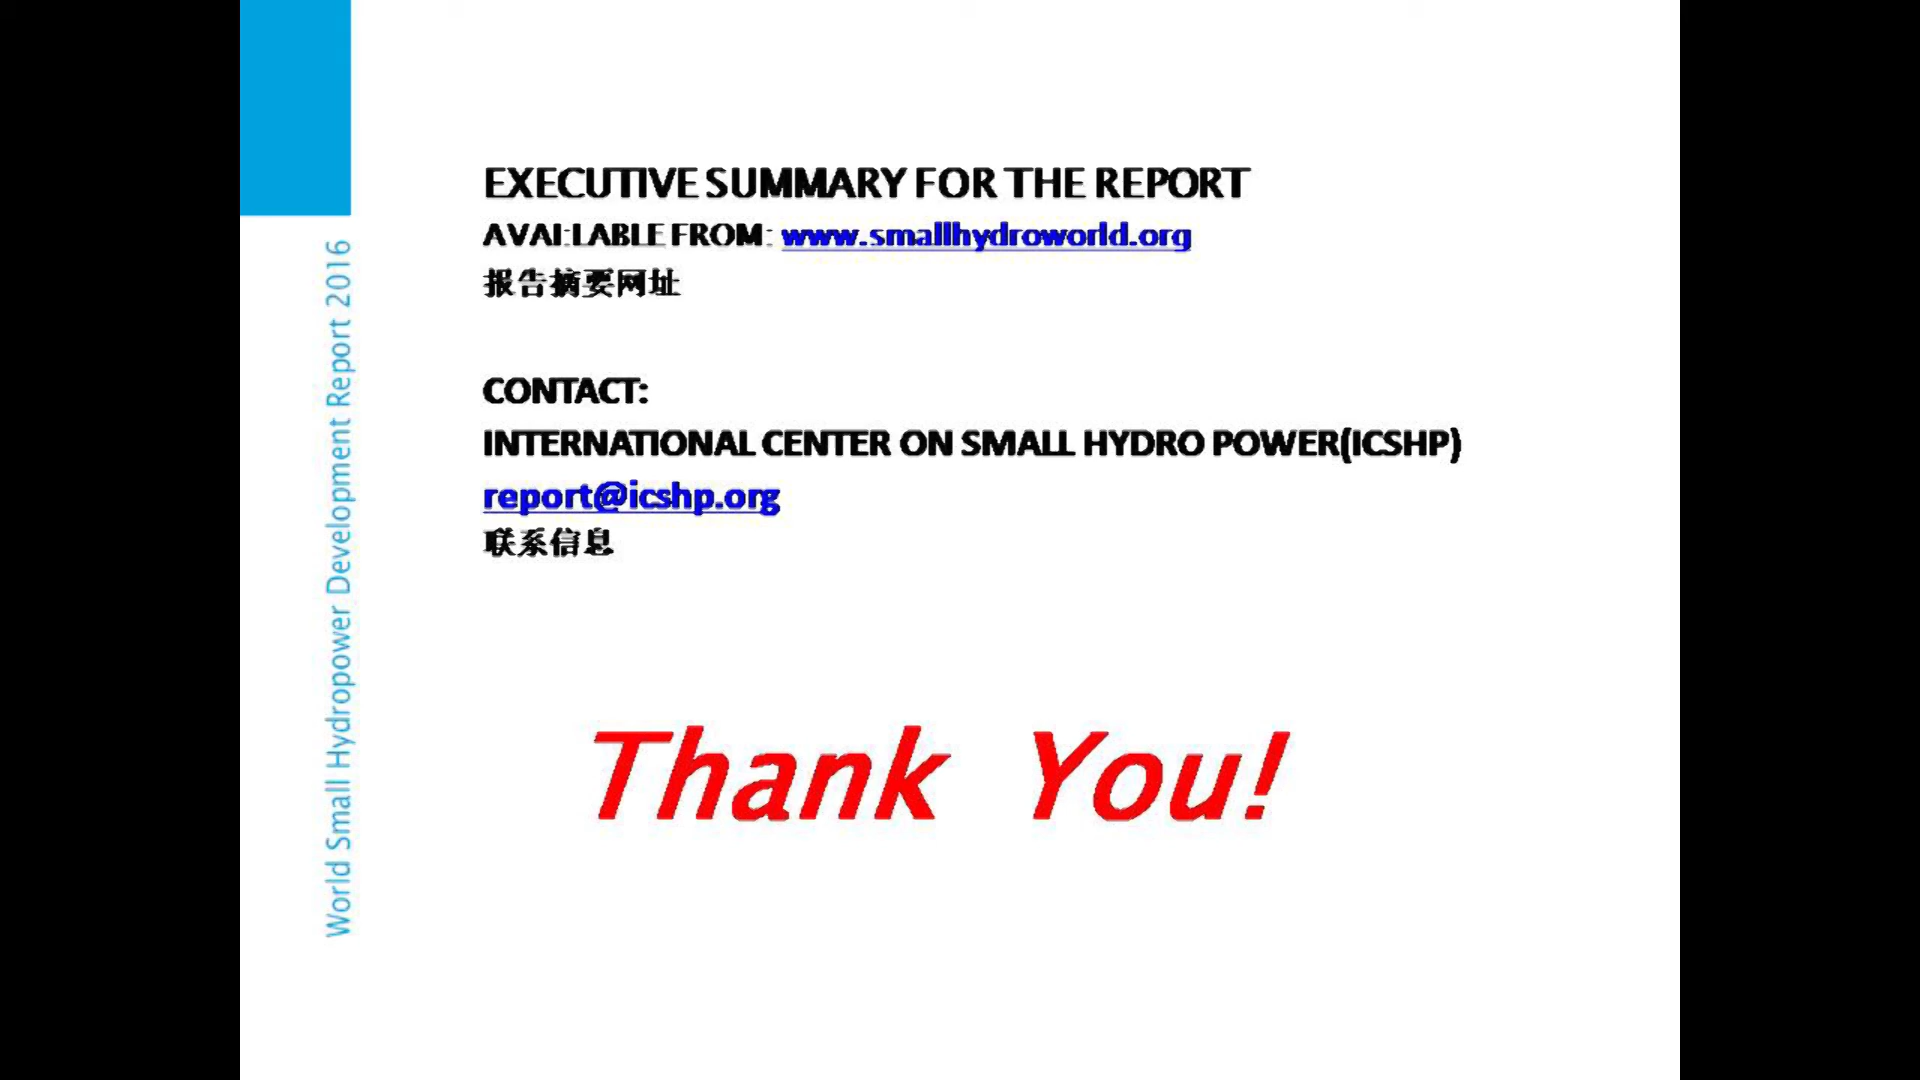 World Small Hydropower Development Report 2016
EXECUTIVE SUMMARY FOR THE REPORT
AVAILABLE FROM: www.smallhydroworld.org
报告摘要网址
CONTACT:
INTERNATIONAL CENTER ON SMALL HYDRO POWER(ICSHP)
report@icshp.org
联系信息
Thank You!